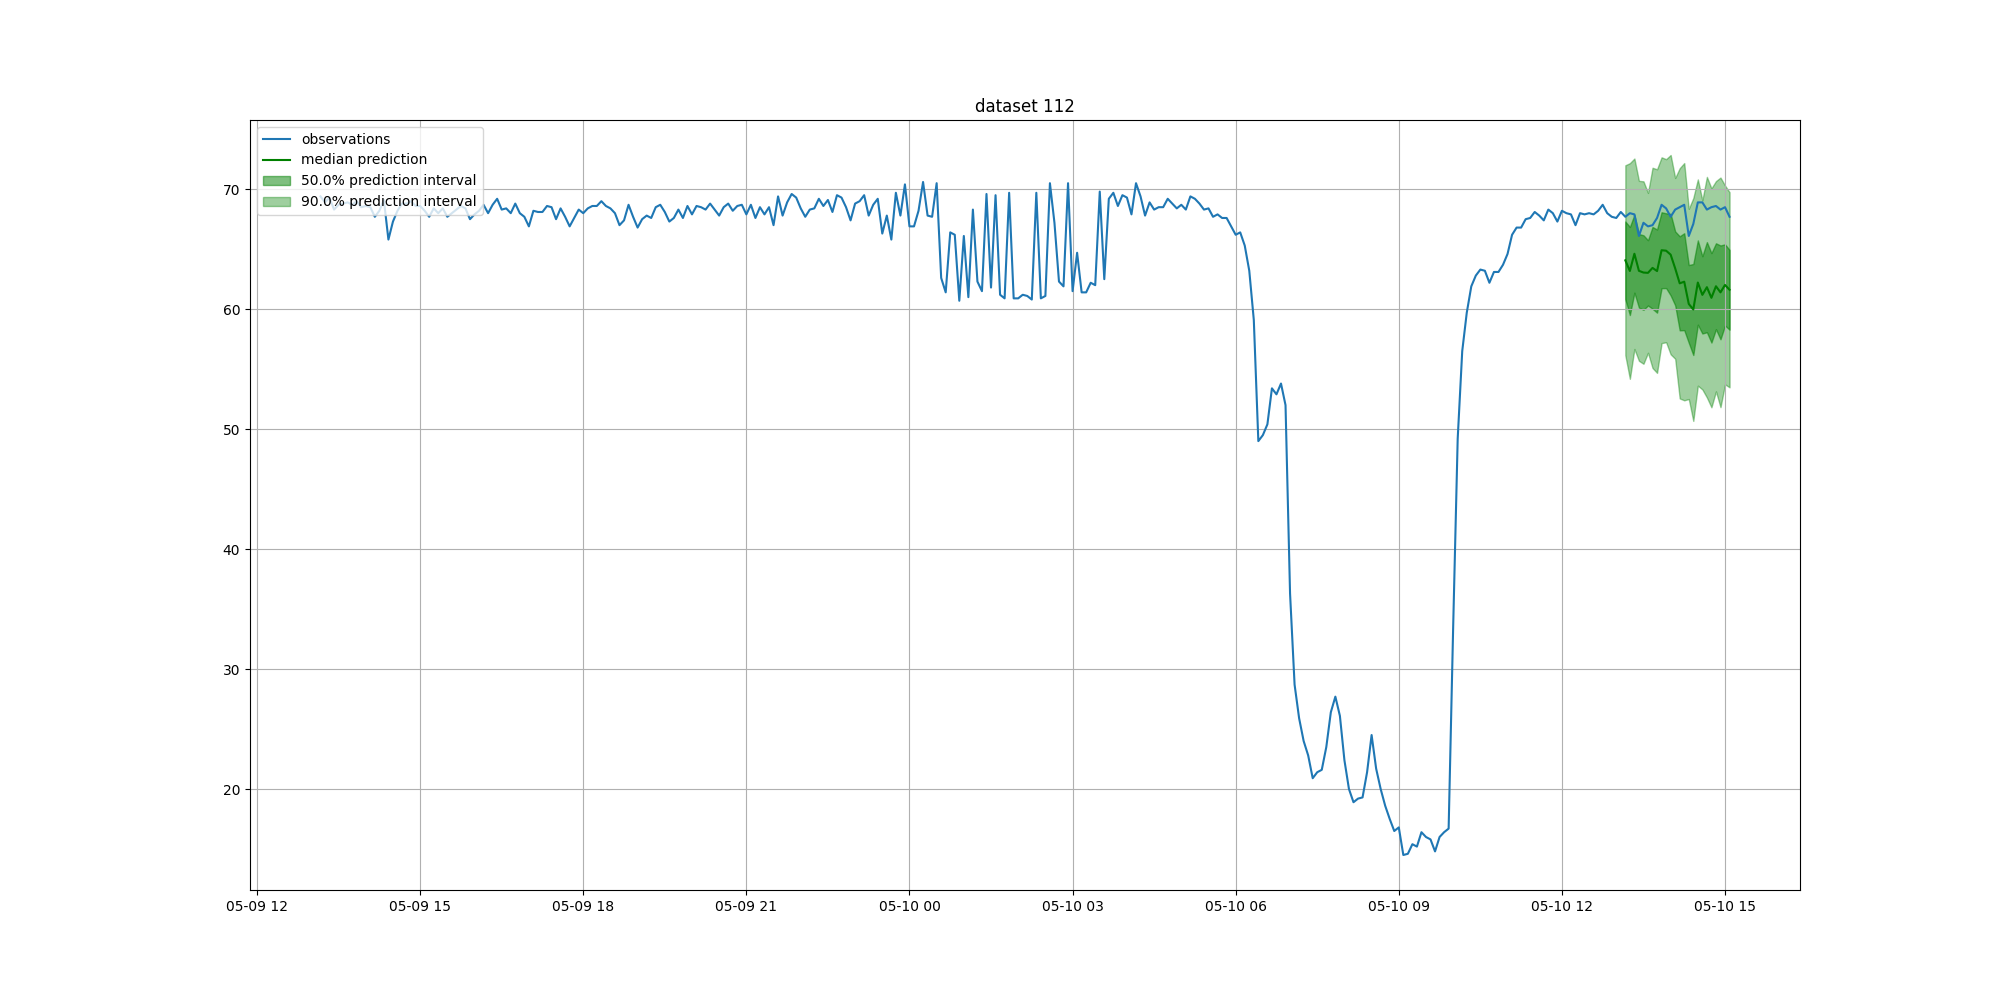 dataset 112
observations
median prediction
50.0% prediction interval
90.0% prediction interval
70
60
50
40
30
20
05-09 12 05-09 15 05-09 18 05-09 21 05-10 00 05-10 03 05-10 06 05-10 09 05-10 12 05-10 15